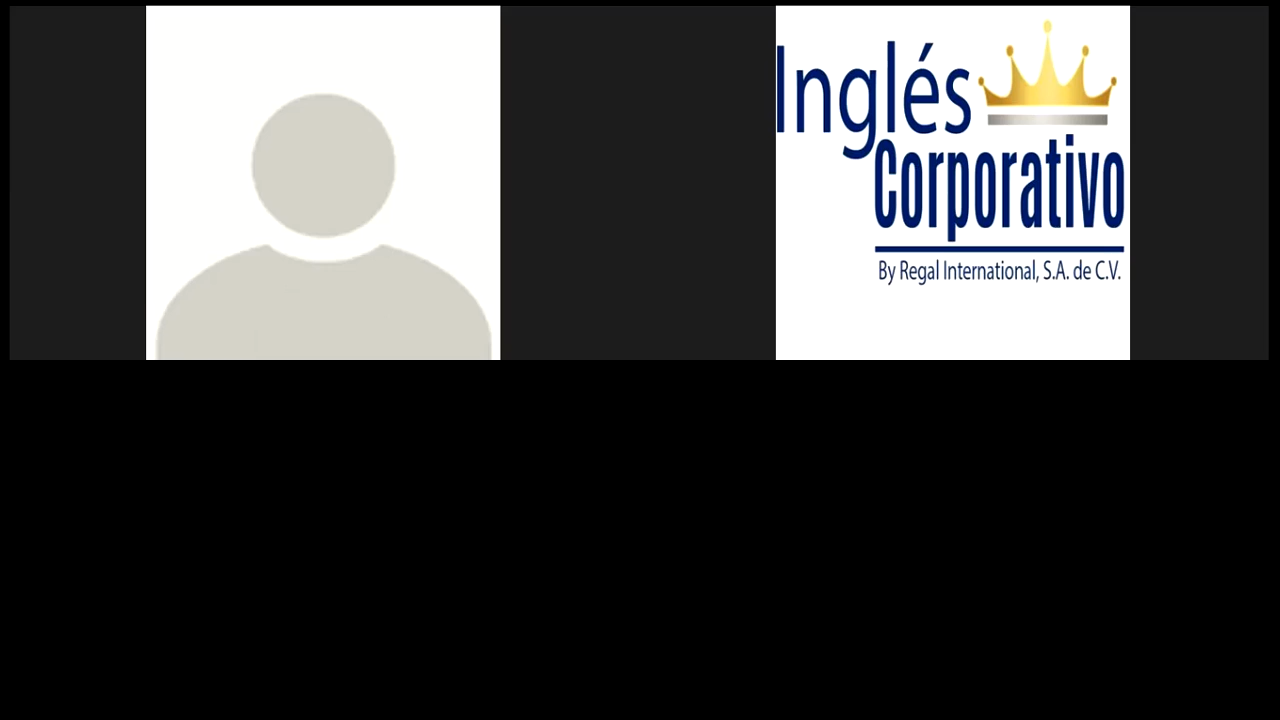 Inglés
Corporativo
By Regal International, S.A. de C.V.